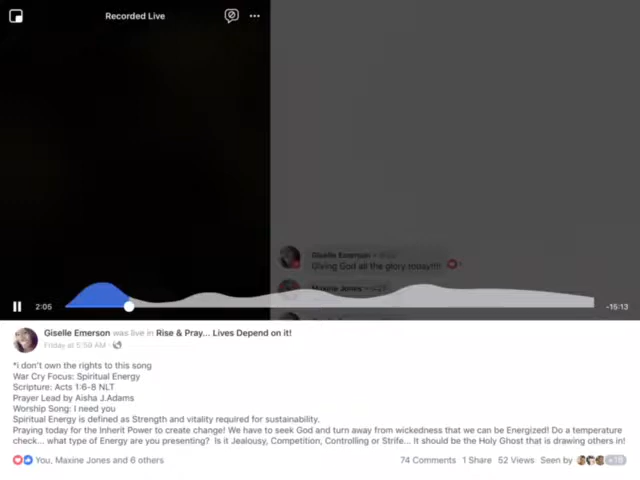 Recorded Live
Giselle Emerson
Giving God all the glory today!!!!
Maxine Jones
2:05
-15:13
Giselle Emerson was live in Rise & Pray... Lives Depend on it!
Friday at 5:59 AM ·
*i don't own the rights to this song
War Cry Focus: Spiritual Energy
Scripture: Acts 1:6-8 NLT
Prayer Lead by Aisha J.Adams
Worship Song: I need you
Spiritual Energy is defined as Strength and vitality required for sustainability.
Praying today for the Inherit Power to create change! We have to seek God and turn away from wickedness that we can be Energized! Do a temperature
check... what type of Energy are you presenting? Is it Jealousy, Competition, Controlling or Strife... It should be the Holy Ghost that is drawing others in!
You, Maxine Jones and 6 others
74 Comments 1 Share 52 Views Seen by